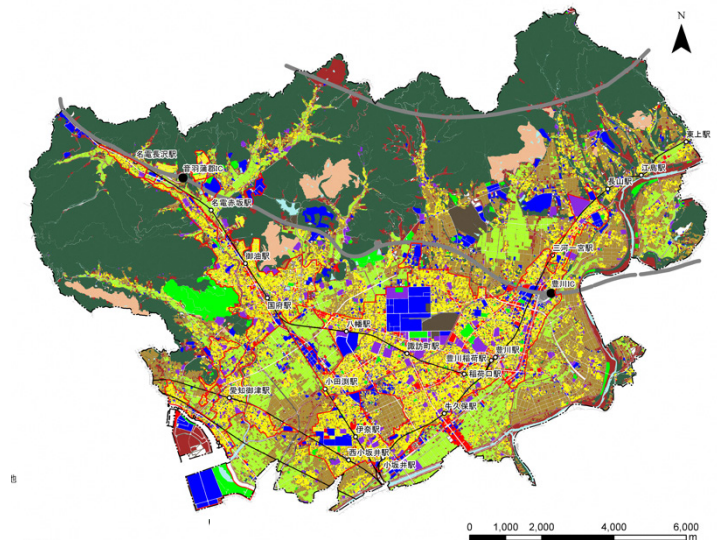 N
東上駅
名電長沢駅
音羽蒲郡IC
江島駅
長山駅
名電赤坂駅
三河一宮駅
御油駅
豊川IC
国府駅
八幡駅
諏訪町駅
豊川駅
豊川稲荷駅
稲荷口駅
小田渕駅
愛知御津駅
牛久保駅
伊奈駅
西小坂井駅
小坂井駅
地
0 1,000 2,000 4,000 6,000
m